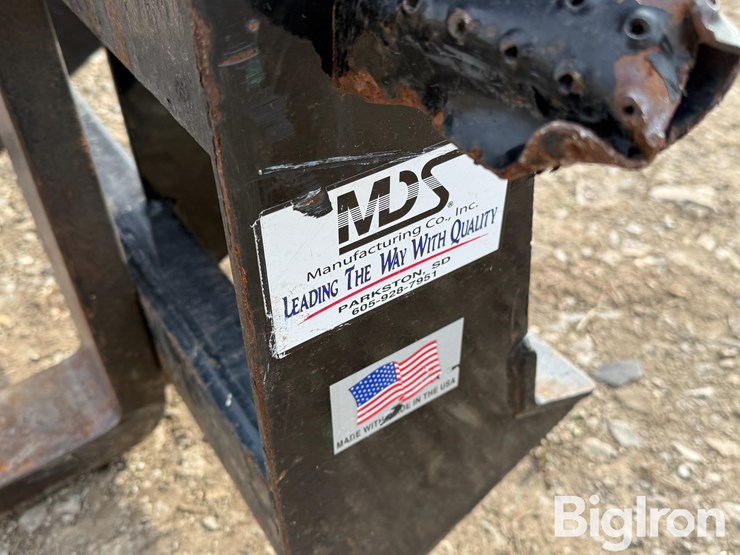 MDS®
Manufacturing Co., Inc.
LEADING THE WAY WITH QUALITY
PARKSTON, SD
605-928-7951
MADE WITH IN THE USA
BigIron